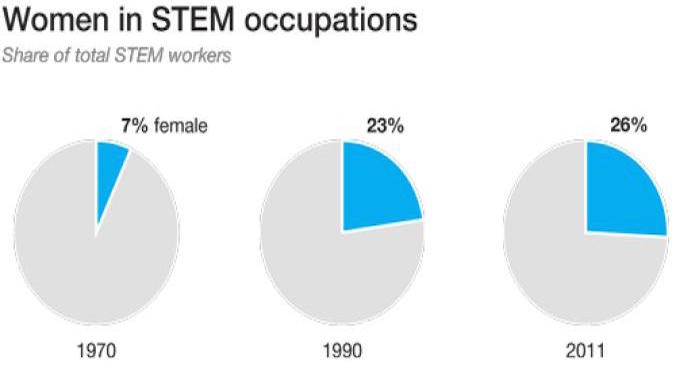 Women in STEM occupations
Share of total STEM workers
7% female
23%
26%
1970
1990
2011